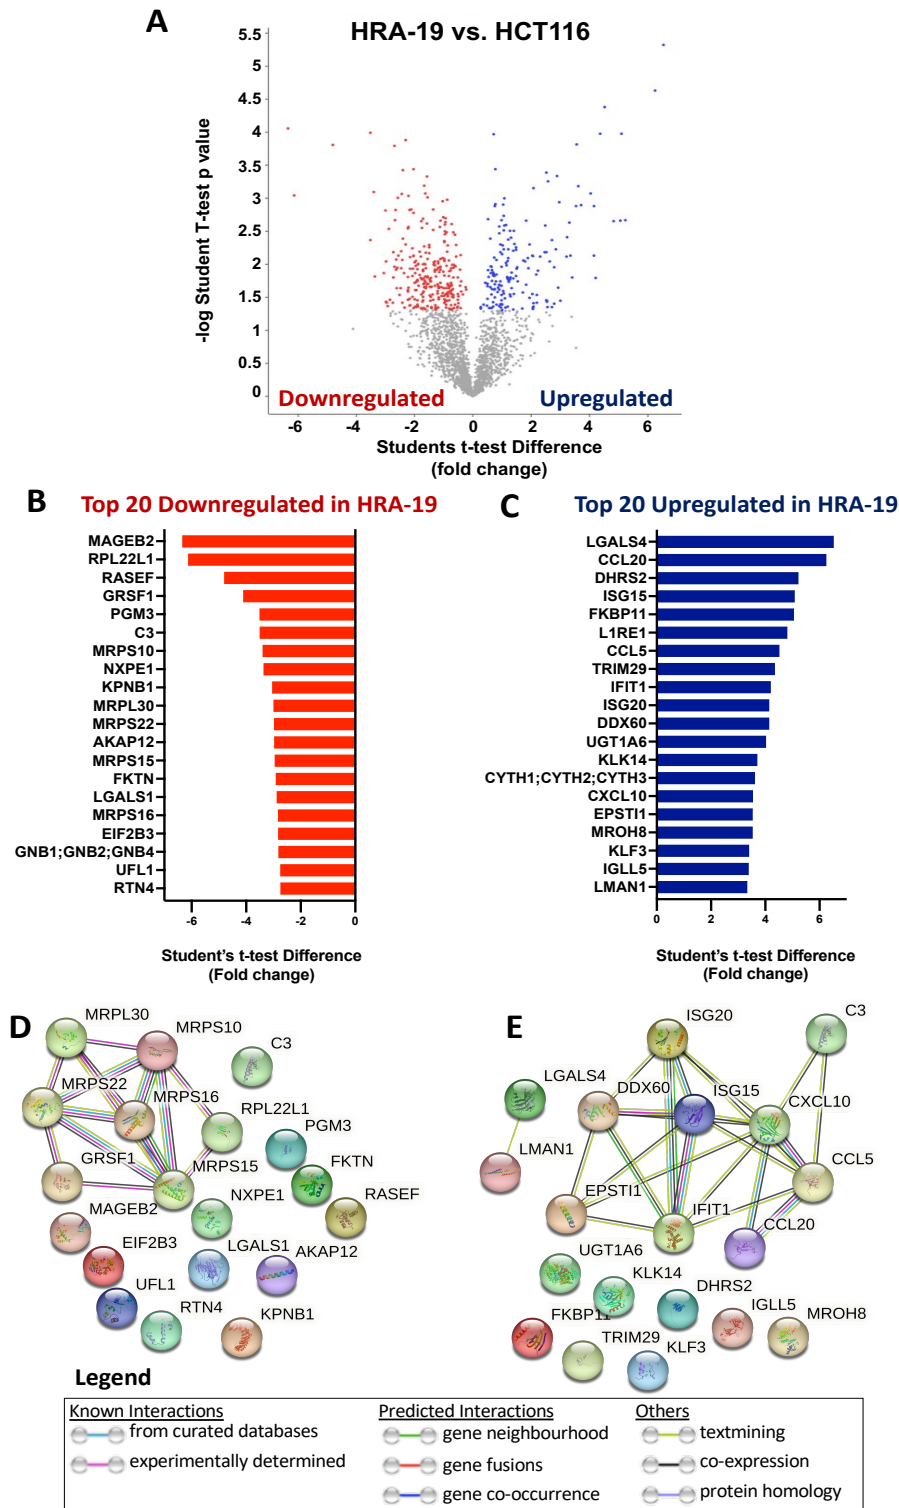 A
HRA-19 vs. HCT116
-log Student T-test p value
5.5
5
4.5
4
3.5
3
2.5
2
1.5
1
0.5
0
Downregulated
Upregulated
-6
-4
-2
0
2
4
6
Students t-test Difference
(fold change)
B
Top 20 Downregulated in HRA-19
MAGEB2
RPL22L1
RASEF
GRSF1
PGM3
C3
MRPS10
NXPE1
KPNB1
MRPL30
MRPS22
AKAP12
MRPS15
FKTN
LGALS1
MRPS16
EIF2B3
GNB1;GNB2;GNB4
UFL1
RTN4
-6
-4
-2
0
Student's t-test Difference
(Fold change)
C
Top 20 Upregulated in HRA-19
LGALS4
CCL20
DHRS2
ISG15
FKBP11
L1RE1
CCL5
TRIM29
IFIT1
ISG20
DDX60
UGT1A6
KLK14
CYTH1;CYTH2;CYTH3
CXCL10
EPSTI1
MROH8
KLF3
IGLL5
LMAN1
0
2
4
6
Student's t-test Difference
(Fold change)
D
MRPL30
MRPS10
C3
MRPS22
MRPS16
RPL22L1
PGM3
GRSF1
MRPS15
FKTN
MAGEB2
NXPE1
RASEF
EIF2B3
LGALS1
AKAP12
UFL1
RTN4
KPNB1
E
ISG20
C3
LGALS4
DDX60
ISG15
CXCL10
LMAN1
CCL5
EPSTI1
IFIT1
CCL20
UGT1A6
KLK14
DHRS2
IGLL5
MROH8
FKBP11
TRIM29
KLF3
Legend
Known Interactions
from curated databases
experimentally determined
Predicted Interactions
gene neighbourhood
gene fusions
gene co-occurrence
Others
textmining
co-expression
protein homology